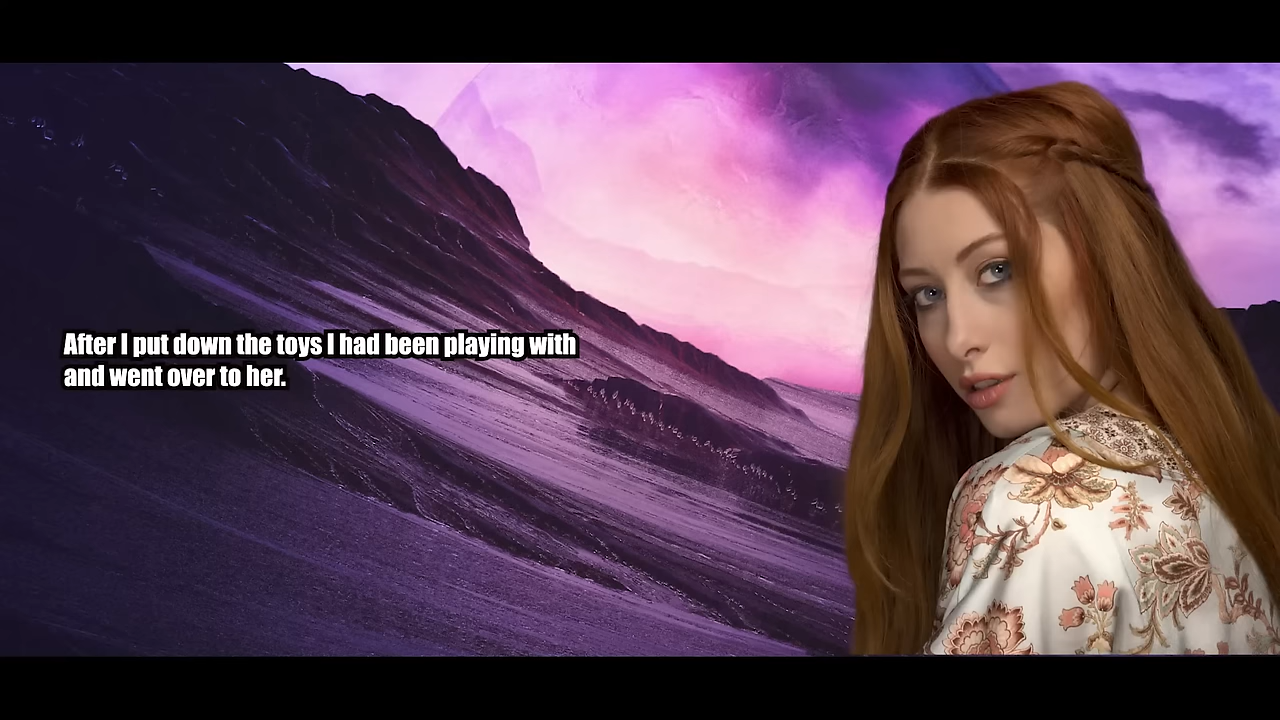 After I put down the toys I had been playing with
and went over to her.